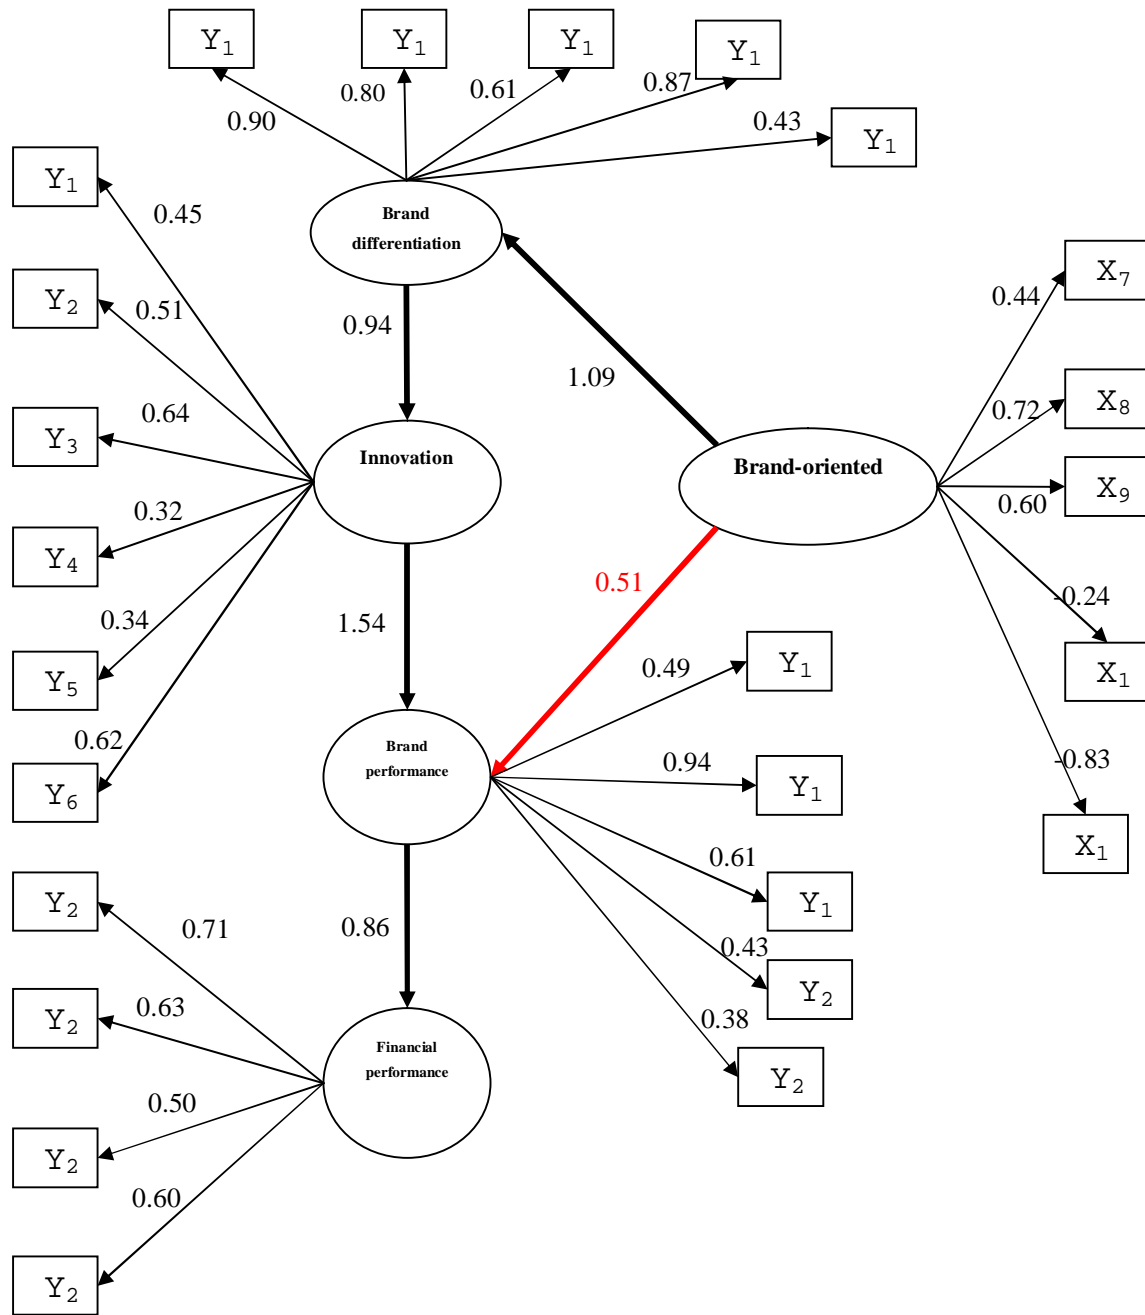 Y1 Y1 Y1 Y1
0.90 0.80 0.61 0.87
0.43 Y1
Y1 0.45
Brand
differentiation
Y2 0.51
0.94
1.09
0.44 X7
Y3 0.64
0.72 X8
Innovation
Brand-oriented
0.60 X9
Y4 0.32
0.34
1.54
0.51
-0.24
Y5
X1
0.49 Y1
Y6 0.62
Brand
performance
0.94 Y1
-0.83
X1
0.61 Y1
Y2 0.71
0.86
0.43 Y2
0.38 Y2
Y2 0.63
Financial
performance
0.50
Y2
0.60
Y2